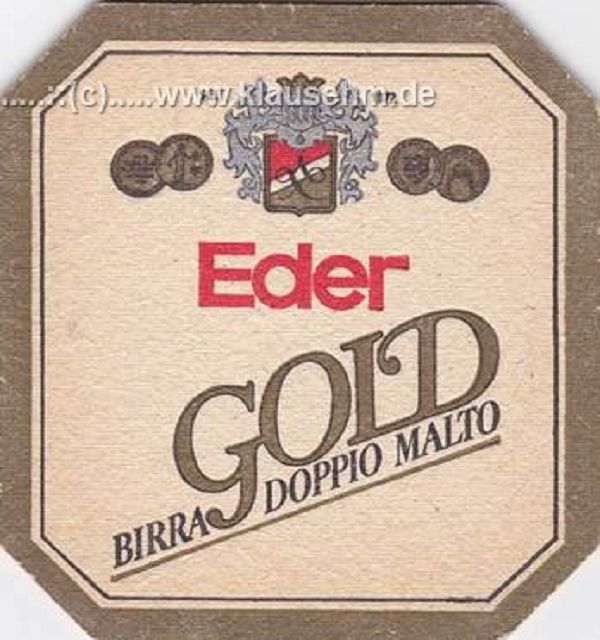 .....::(c).....www.klausehm.de
Eder
GOLD
BIRRA DOPPIO MALTO